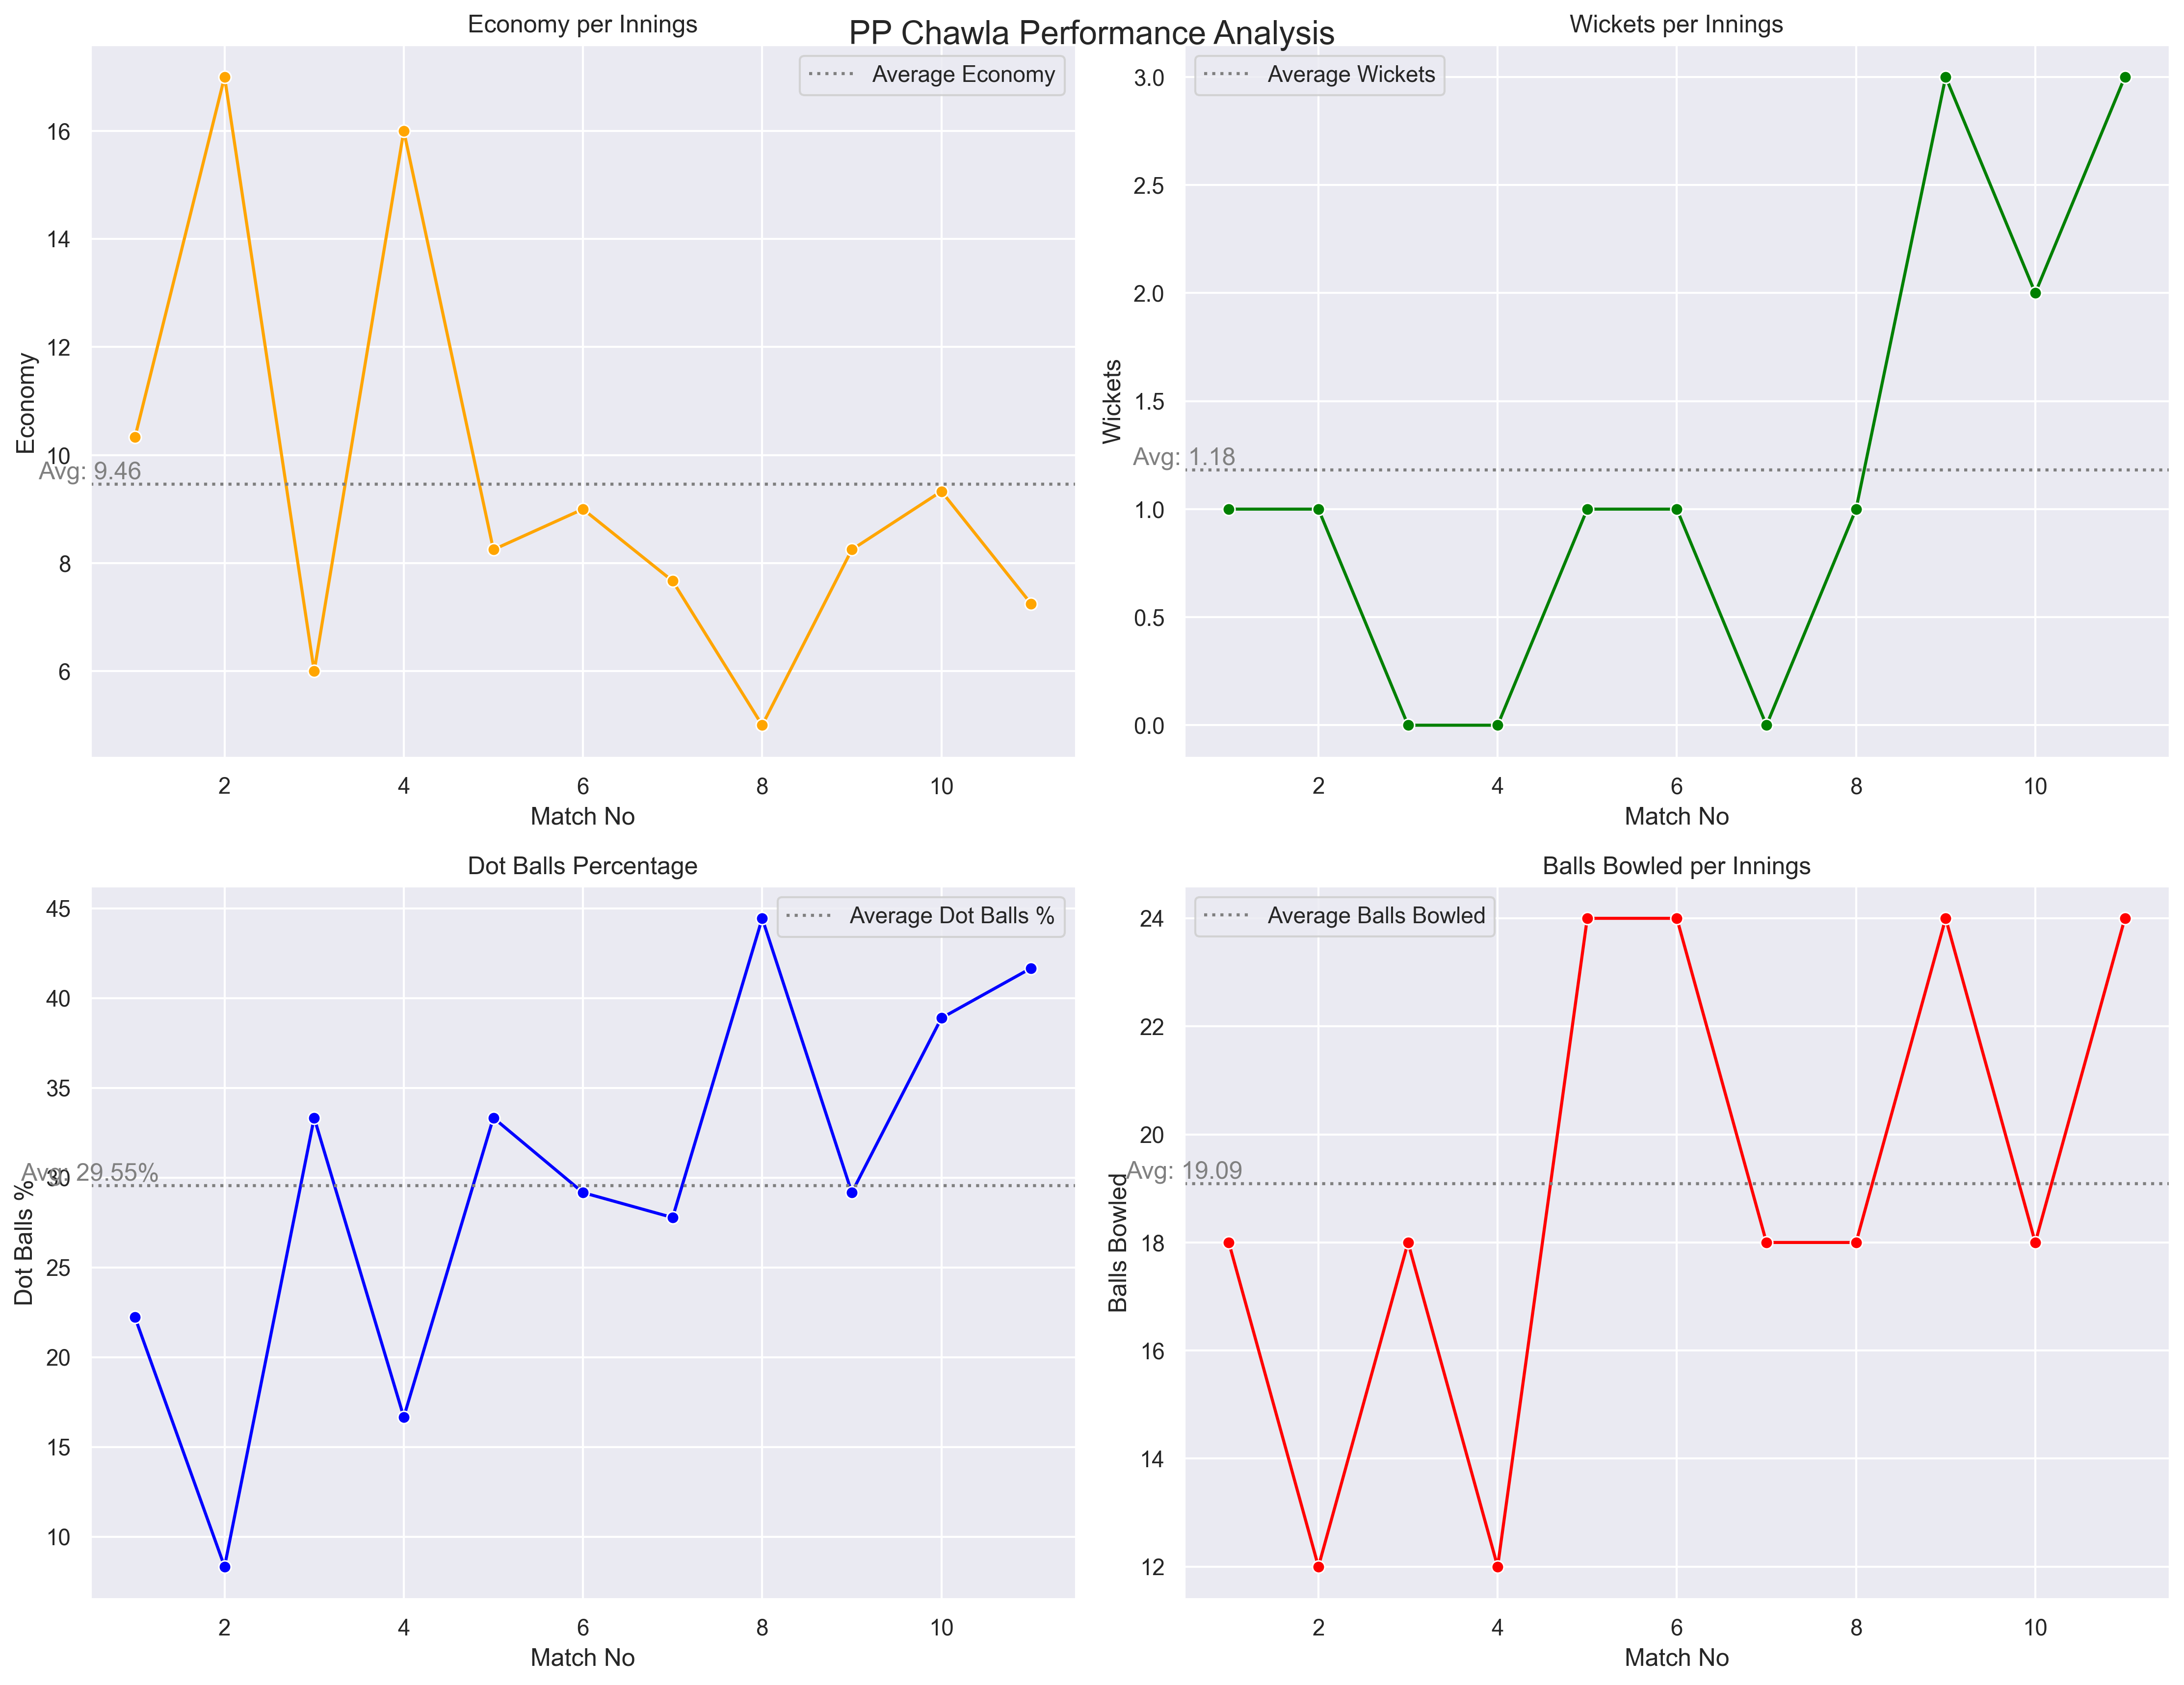 PP Chawla Performance Analysis
Economy per Innings
Average Economy
16
14
12
10
8
6
Economy
Avg: 9.46
2 4 6 8 10
Match No
Wickets per Innings
Average Wickets
3.0
2.5
2.0
1.5
1.0
0.5
0.0
Wickets
Avg: 1.18
2 4 6 8 10
Match No
Dot Balls Percentage
Average Dot Balls %
45
40
35
30
25
20
15
10
Dot Balls %
Avg: 29.55%
2 4 6 8 10
Match No
Balls Bowled per Innings
Average Balls Bowled
24
22
20
18
16
14
12
Balls Bowled
Avg: 19.09
2 4 6 8 10
Match No